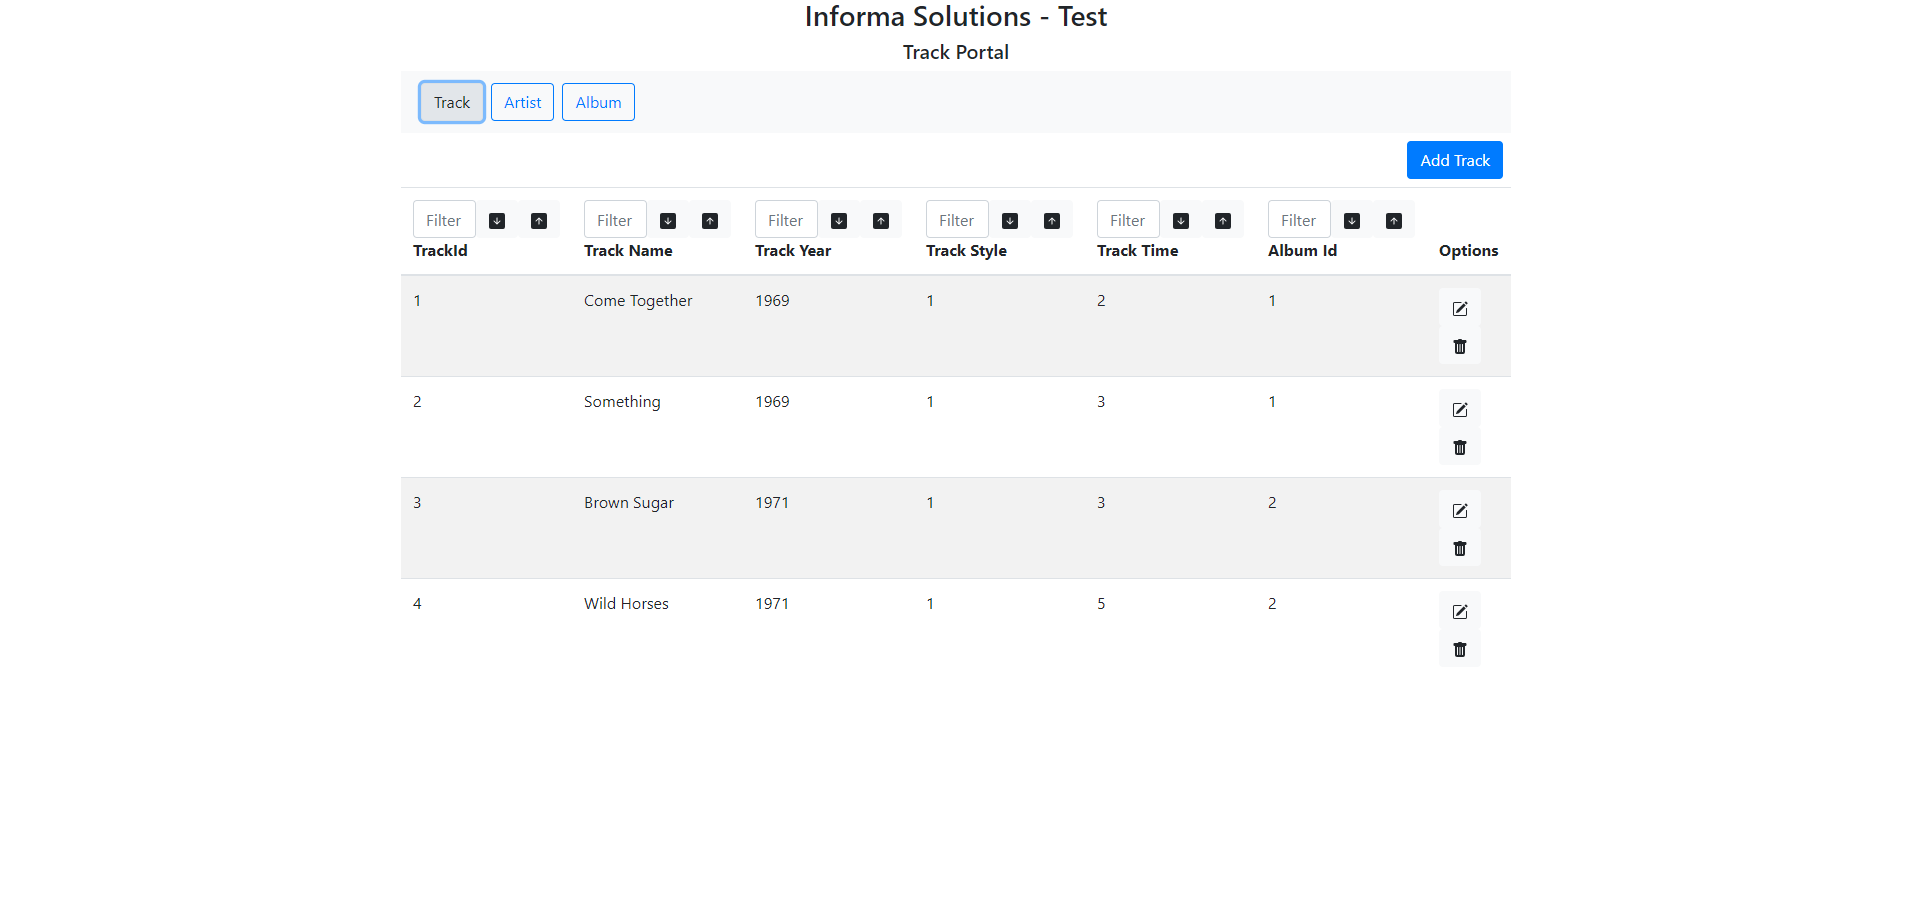 Informa Solutions - Test
Track Portal
Track Artist Album
Add Track
Filter Filter Filter Filter Filter Filter
TrackId Track Name Track Year Track Style Track Time Album Id Options
1 Come Together 1969 1 2 1
2 Something 1969 1 3 1
3 Brown Sugar 1971 1 3 2
4 Wild Horses 1971 1 5 2